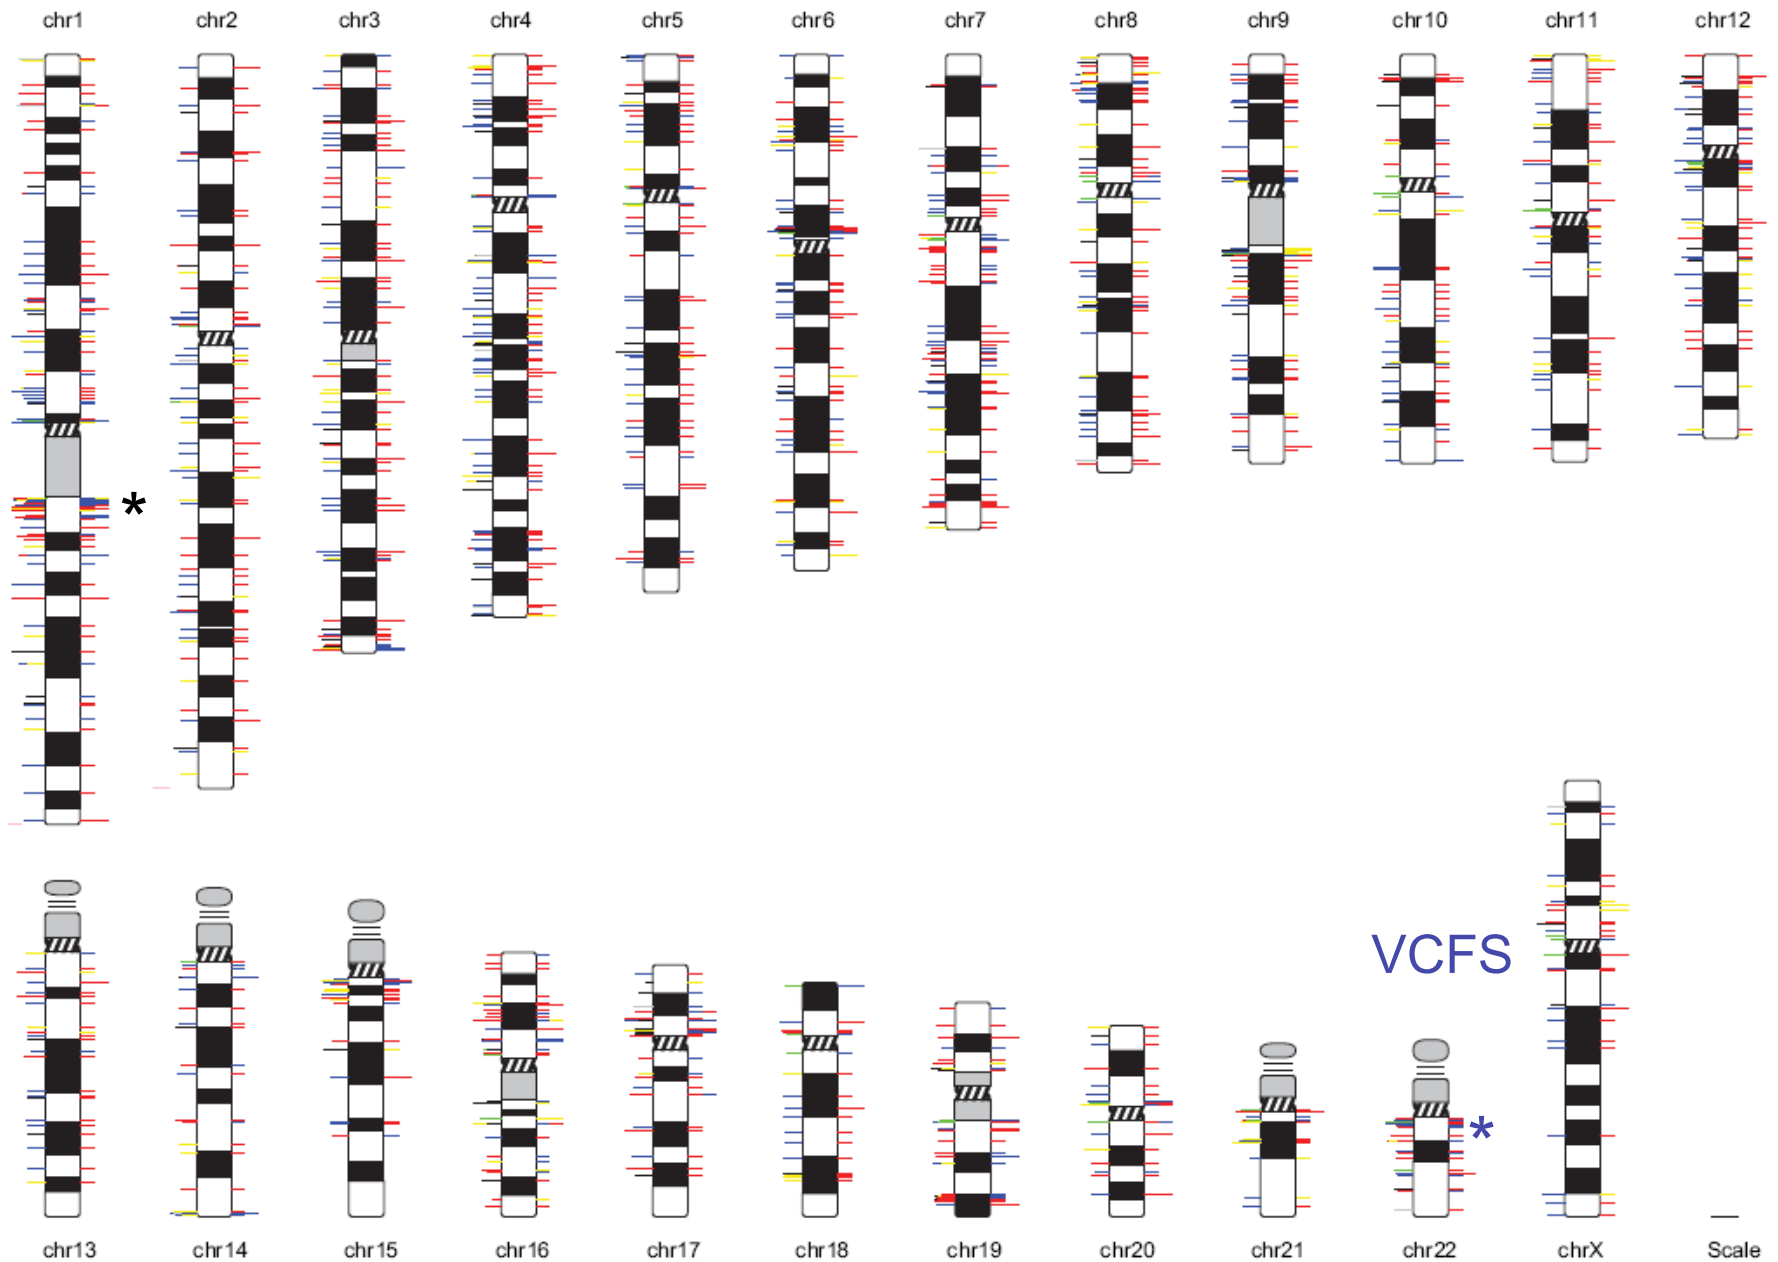 chr1 chr2 chr3 chr4 chr5 chr6 chr7 chr8 chr9 chr10 chr11 chr12
*
VCFS
*
chr13 chr14 chr15 chr16 chr17 chr18 chr19 chr20 chr21 chr22 chrX Scale